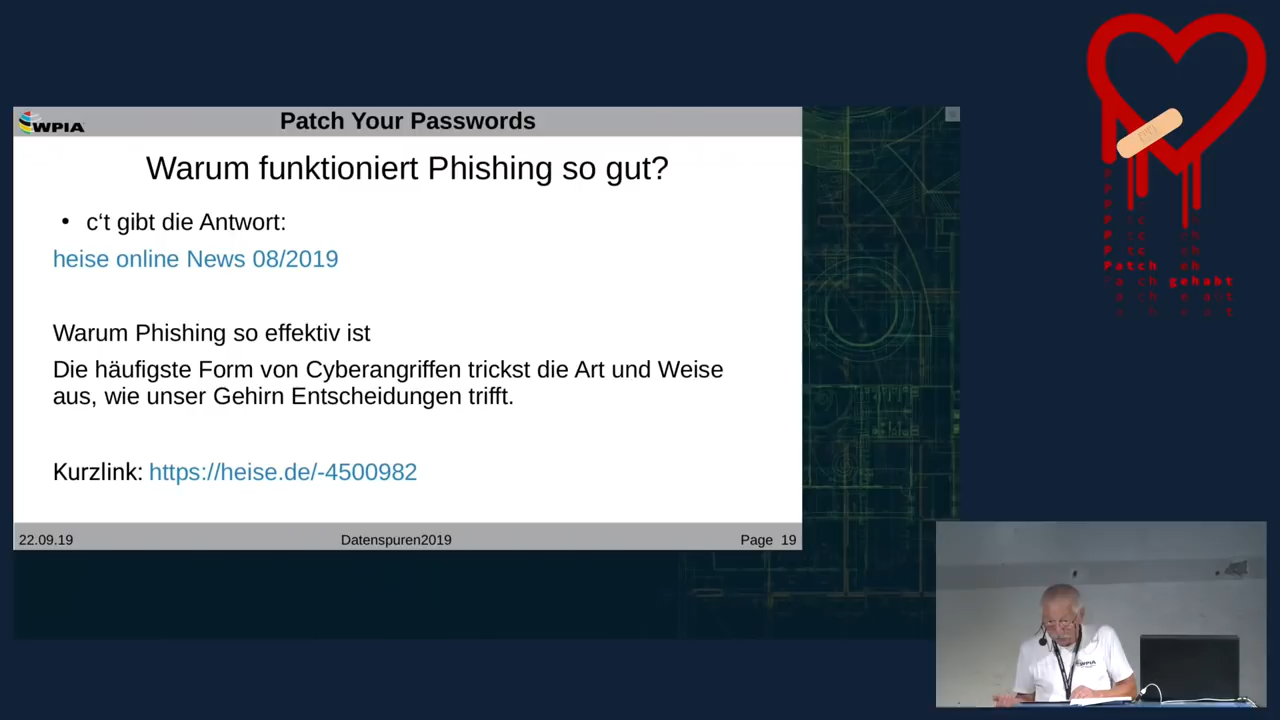 WPIA
Patch Your Passwords
Warum funktioniert Phishing so gut?
• c‘t gibt die Antwort:
heise online News 08/2019
Warum Phishing so effektiv ist
Die häufigste Form von Cyberangriffen trickst die Art und Weise
aus, wie unser Gehirn Entscheidungen trifft.
Kurzlink: https://heise.de/-4500982
22.09.19 Datenspuren2019 Page 19
Patch
gehabt
WPIA